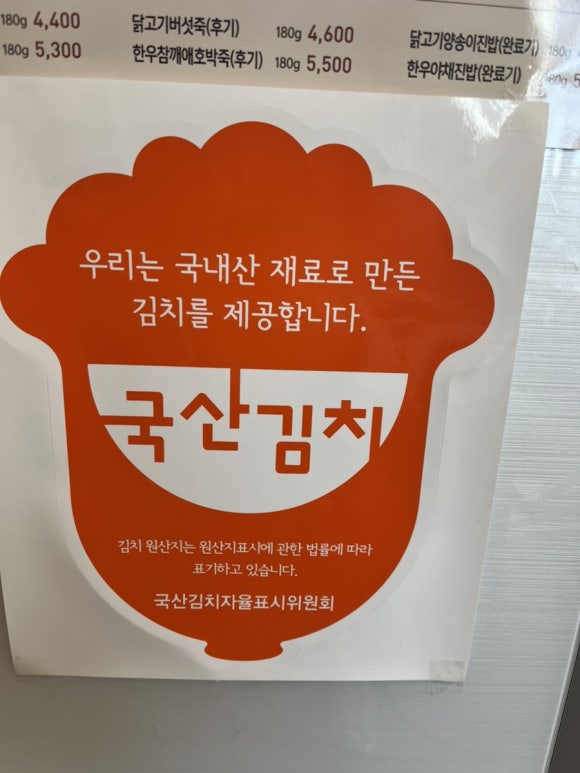 180g 4,400 닭고기버섯죽(후기) 180g 4,600 닭고기양송이진밥(완료기) 180g
180g 5,300 한우참깨애호박죽(후기) 180g 5,500 한우야채진밥(완료기) 180g 5
우리는 국내산 재료로 만든
김치를 제공합니다.
국산김치
김치 원산지는 원산지표시에 관한 법률에 따라
표기하고 있습니다.
국산김치자율표시위원회